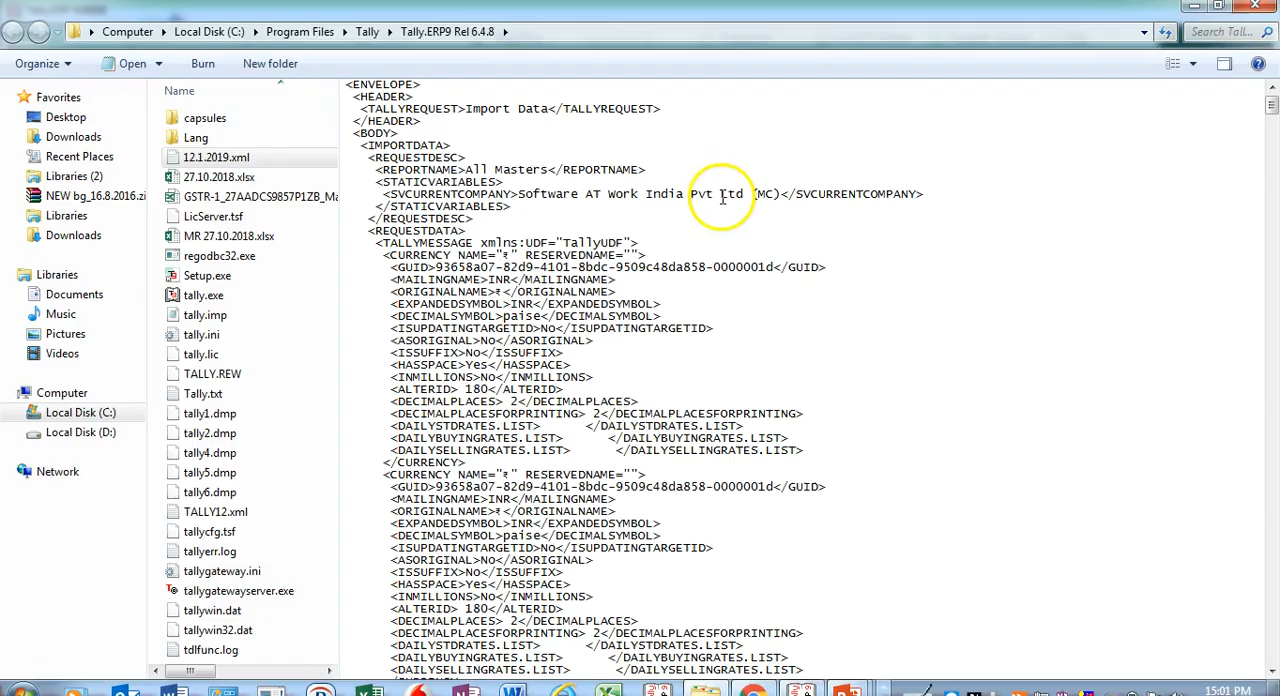 Computer ▸ Local Disk (C:) ▸ Program Files ▸ Tally ▸ Tally.ERP9 Rel 6.4.8 ▸
Search Tall...
Organize Open Burn New folder
Favorites
Desktop
Downloads
Recent Places
Libraries (2)
NEW bg_16.8.2016.zi
Libraries
Downloads
Libraries
Documents
Music
Pictures
Videos
Computer
Local Disk (C:)
Local Disk (D:)
Network
Name
capsules
Lang
12.1.2019.xml
27.10.2018.xlsx
GSTR-1_27AADCS9857P1ZB_Ma
LicServer.tsf
MR 27.10.2018.xlsx
regodbc32.exe
Setup.exe
tally.exe
tally.imp
tally.ini
tally.lic
TALLY.REW
Tally.txt
tally1.dmp
tally2.dmp
tally4.dmp
tally5.dmp
tally6.dmp
TALLY12.xml
tallycfg.tsf
tallyerr.log
tallygateway.ini
tallygatewayserver.exe
tallywin.dat
tallywin32.dat
tdlfunc.log
<ENVELOPE>
<HEADER>
<TALLYREQUEST>Import Data</TALLYREQUEST>
</HEADER>
<BODY>
<IMPORTDATA>
<REQUESTDESC>
<REPORTNAME>All Masters</REPORTNAME>
<STATICVARIABLES>
<SVCURRENTCOMPANY>Software AT Work India Pvt Ltd (MC)</SVCURRENTCOMPANY>
</STATICVARIABLES>
</REQUESTDESC>
<REQUESTDATA>
<TALLYMESSAGE xmlns:UDF="TallyUDF">
<CURRENCY NAME="₹" RESERVEDNAME="">
<GUID>93658a07-82d9-4101-8bdc-9509c48da858-0000001d</GUID>
<MAILINGNAME>INR</MAILINGNAME>
<ORIGINALNAME>₹</ORIGINALNAME>
<EXPANDEDSYMBOL>INR</EXPANDEDSYMBOL>
<DECIMALSYMBOL>paise</DECIMALSYMBOL>
<ISUPDATINGTARGETID>No</ISUPDATINGTARGETID>
<ASORIGINAL>No</ASORIGINAL>
<ISSUFFIX>No</ISSUFFIX>
<HASSPACE>Yes</HASSPACE>
<INMILLIONS>No</INMILLIONS>
<ALTERID> 180</ALTERID>
<DECIMALPLACES> 2</DECIMALPLACES>
<DECIMALPLACESFORPRINTING> 2</DECIMALPLACESFORPRINTING>
<DAILYSTDRATES.LIST> </DAILYSTDRATES.LIST>
<DAILYBUYINGRATES.LIST> </DAILYBUYINGRATES.LIST>
<DAILYSELLINGRATES.LIST> </DAILYSELLINGRATES.LIST>
</CURRENCY>
<CURRENCY NAME="₹" RESERVEDNAME="">
<GUID>93658a07-82d9-4101-8bdc-9509c48da858-0000001d</GUID>
<MAILINGNAME>INR</MAILINGNAME>
<ORIGINALNAME>₹</ORIGINALNAME>
<EXPANDEDSYMBOL>INR</EXPANDEDSYMBOL>
<DECIMALSYMBOL>paise</DECIMALSYMBOL>
<ISUPDATINGTARGETID>No</ISUPDATINGTARGETID>
<ASORIGINAL>No</ASORIGINAL>
<ISSUFFIX>No</ISSUFFIX>
<HASSPACE>Yes</HASSPACE>
<INMILLIONS>No</INMILLIONS>
<ALTERID> 180</ALTERID>
<DECIMALPLACES> 2</DECIMALPLACES>
<DECIMALPLACESFORPRINTING> 2</DECIMALPLACESFORPRINTING>
<DAILYSTDRATES.LIST> </DAILYSTDRATES.LIST>
<DAILYBUYINGRATES.LIST> </DAILYBUYINGRATES.LIST>
<DAILYSELLINGRATES.LIST> </DAILYSELLINGRATES.LIST>
15:01 PM